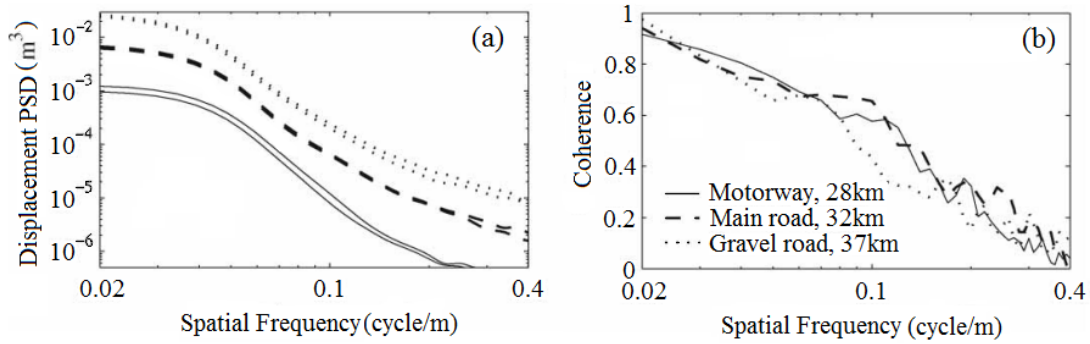 (a)
Displacement PSD (m³)
10⁻²
10⁻³
10⁻⁴
10⁻⁵
10⁻⁶
0.02
0.1
0.4
Spatial Frequency (cycle/m)
(b)
Coherence
1
0.8
0.6
0.4
0.2
0
Motorway, 28km
Main road, 32km
Gravel road, 37km
0.02
0.1
0.4
Spatial Frequency (cycle/m)